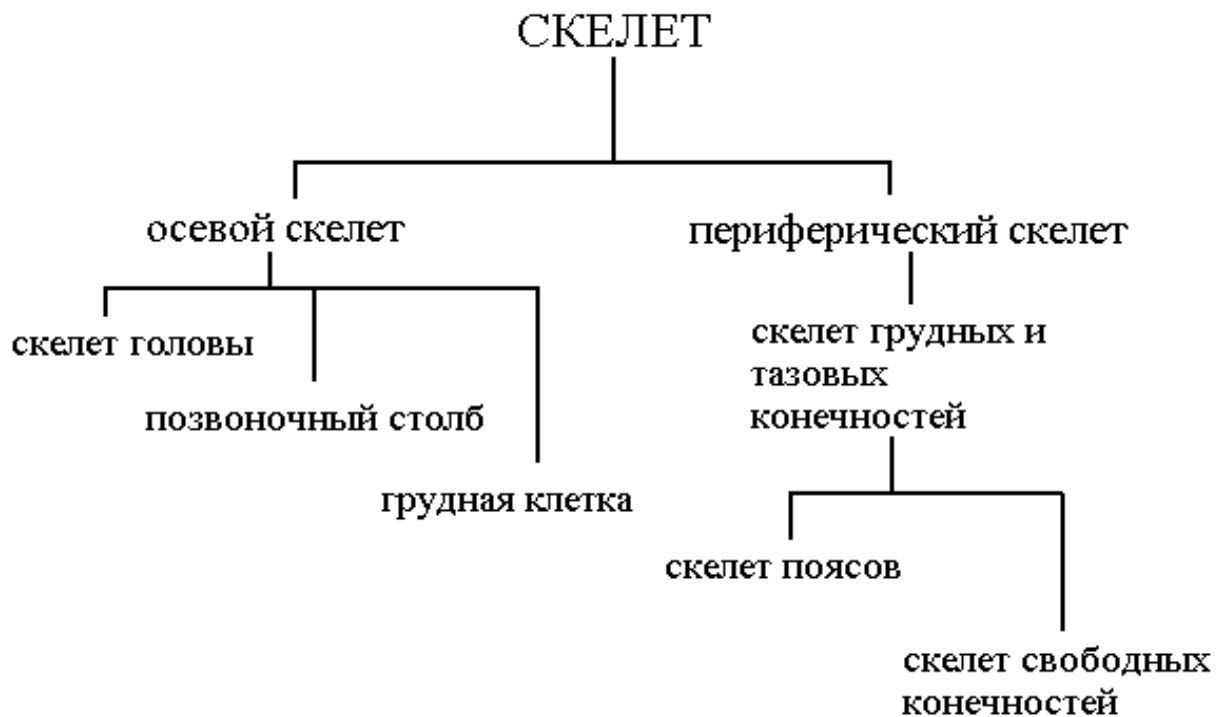 СКЕЛЕТ
осевой скелет
периферический скелет
скелет головы
позвоночный столб
грудная клетка
скелет грудных и
тазовых
конечностей
скелет поясов
скелет свободных
конечностей